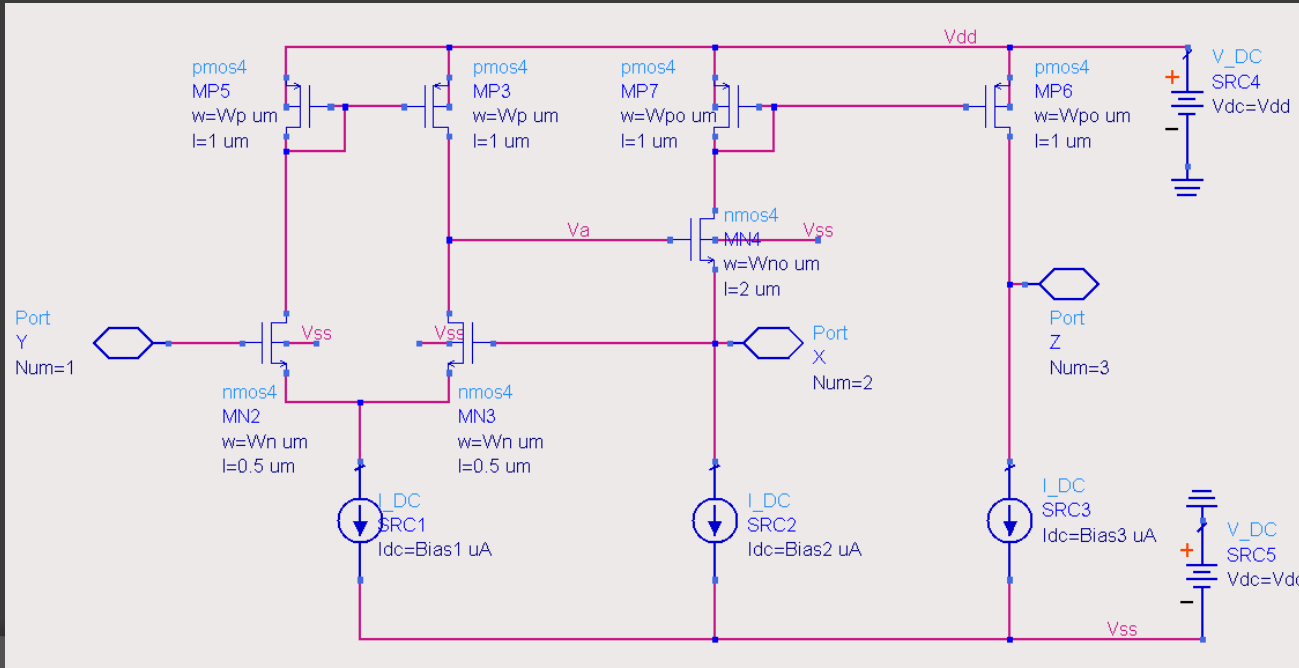 Vdd
pmos4
MP5
w=Wp um
l=1 um
pmos4
MP3
w=Wp um
l=1 um
pmos4
MP7
w=Wpo um
l=1 um
pmos4
MP6
w=Wpo um
l=1 um
V_DC
SRC4
Vdc=Vdd
+
−
Va
nmos4
MN4
w=Wno um
l=2 um
Vss
Port
Y
Num=1
Vss
Vss
Port
X
Num=2
Port
Z
Num=3
nmos4
MN2
w=Wn um
l=0.5 um
nmos4
MN3
w=Wn um
l=0.5 um
I_DC
SRC1
Idc=Bias1 uA
I_DC
SRC2
Idc=Bias2 uA
I_DC
SRC3
Idc=Bias3 uA
V_DC
SRC5
+
−
Vss